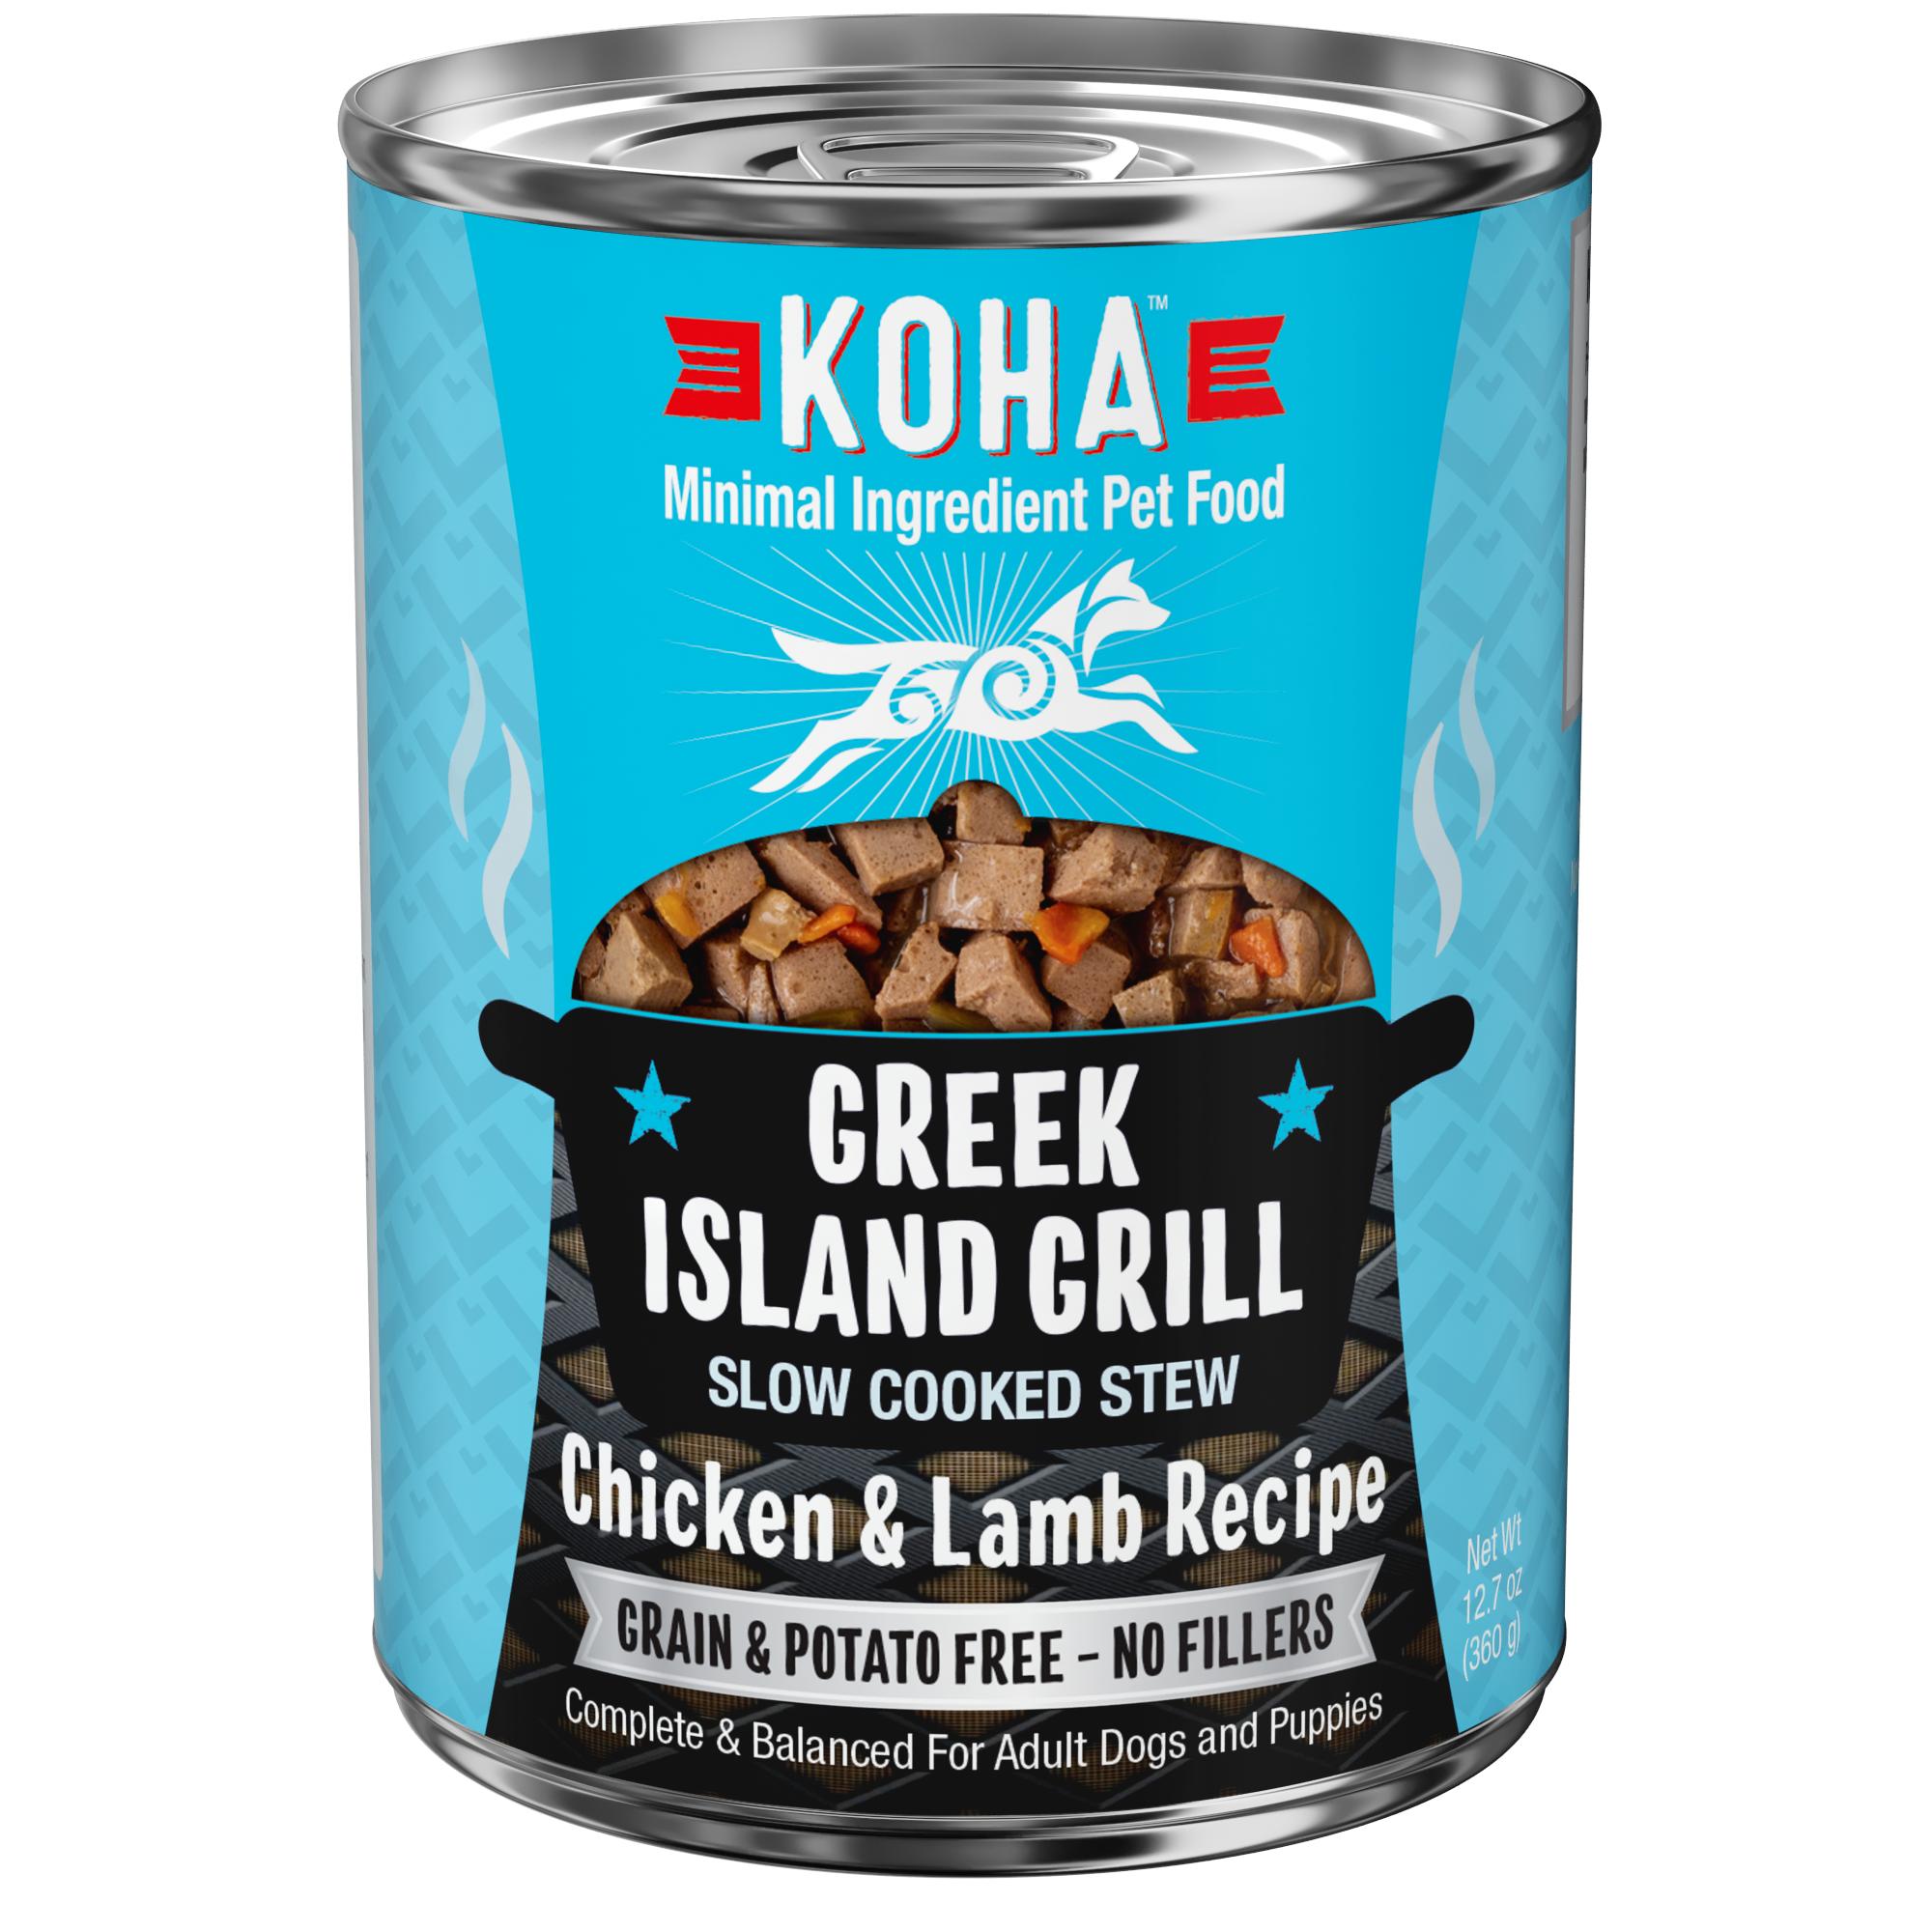 KOHA™
Minimal Ingredient Pet Food
GREEK
ISLAND GRILL
SLOW COOKED STEW
Chicken & Lamb Recipe
GRAIN & POTATO FREE - NO FILLERS
Complete & Balanced For Adult Dogs and Puppies
Net Wt
12.7 oz
(360 g)